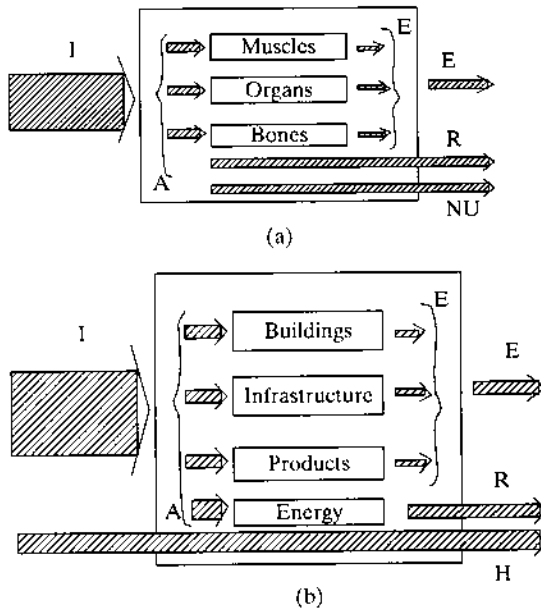 I
Muscles
E
Organs
E
Bones
R
A
NU
(a)
I
E
Buildings
E
Infrastructure
Products
R
A
Energy
H
(b)